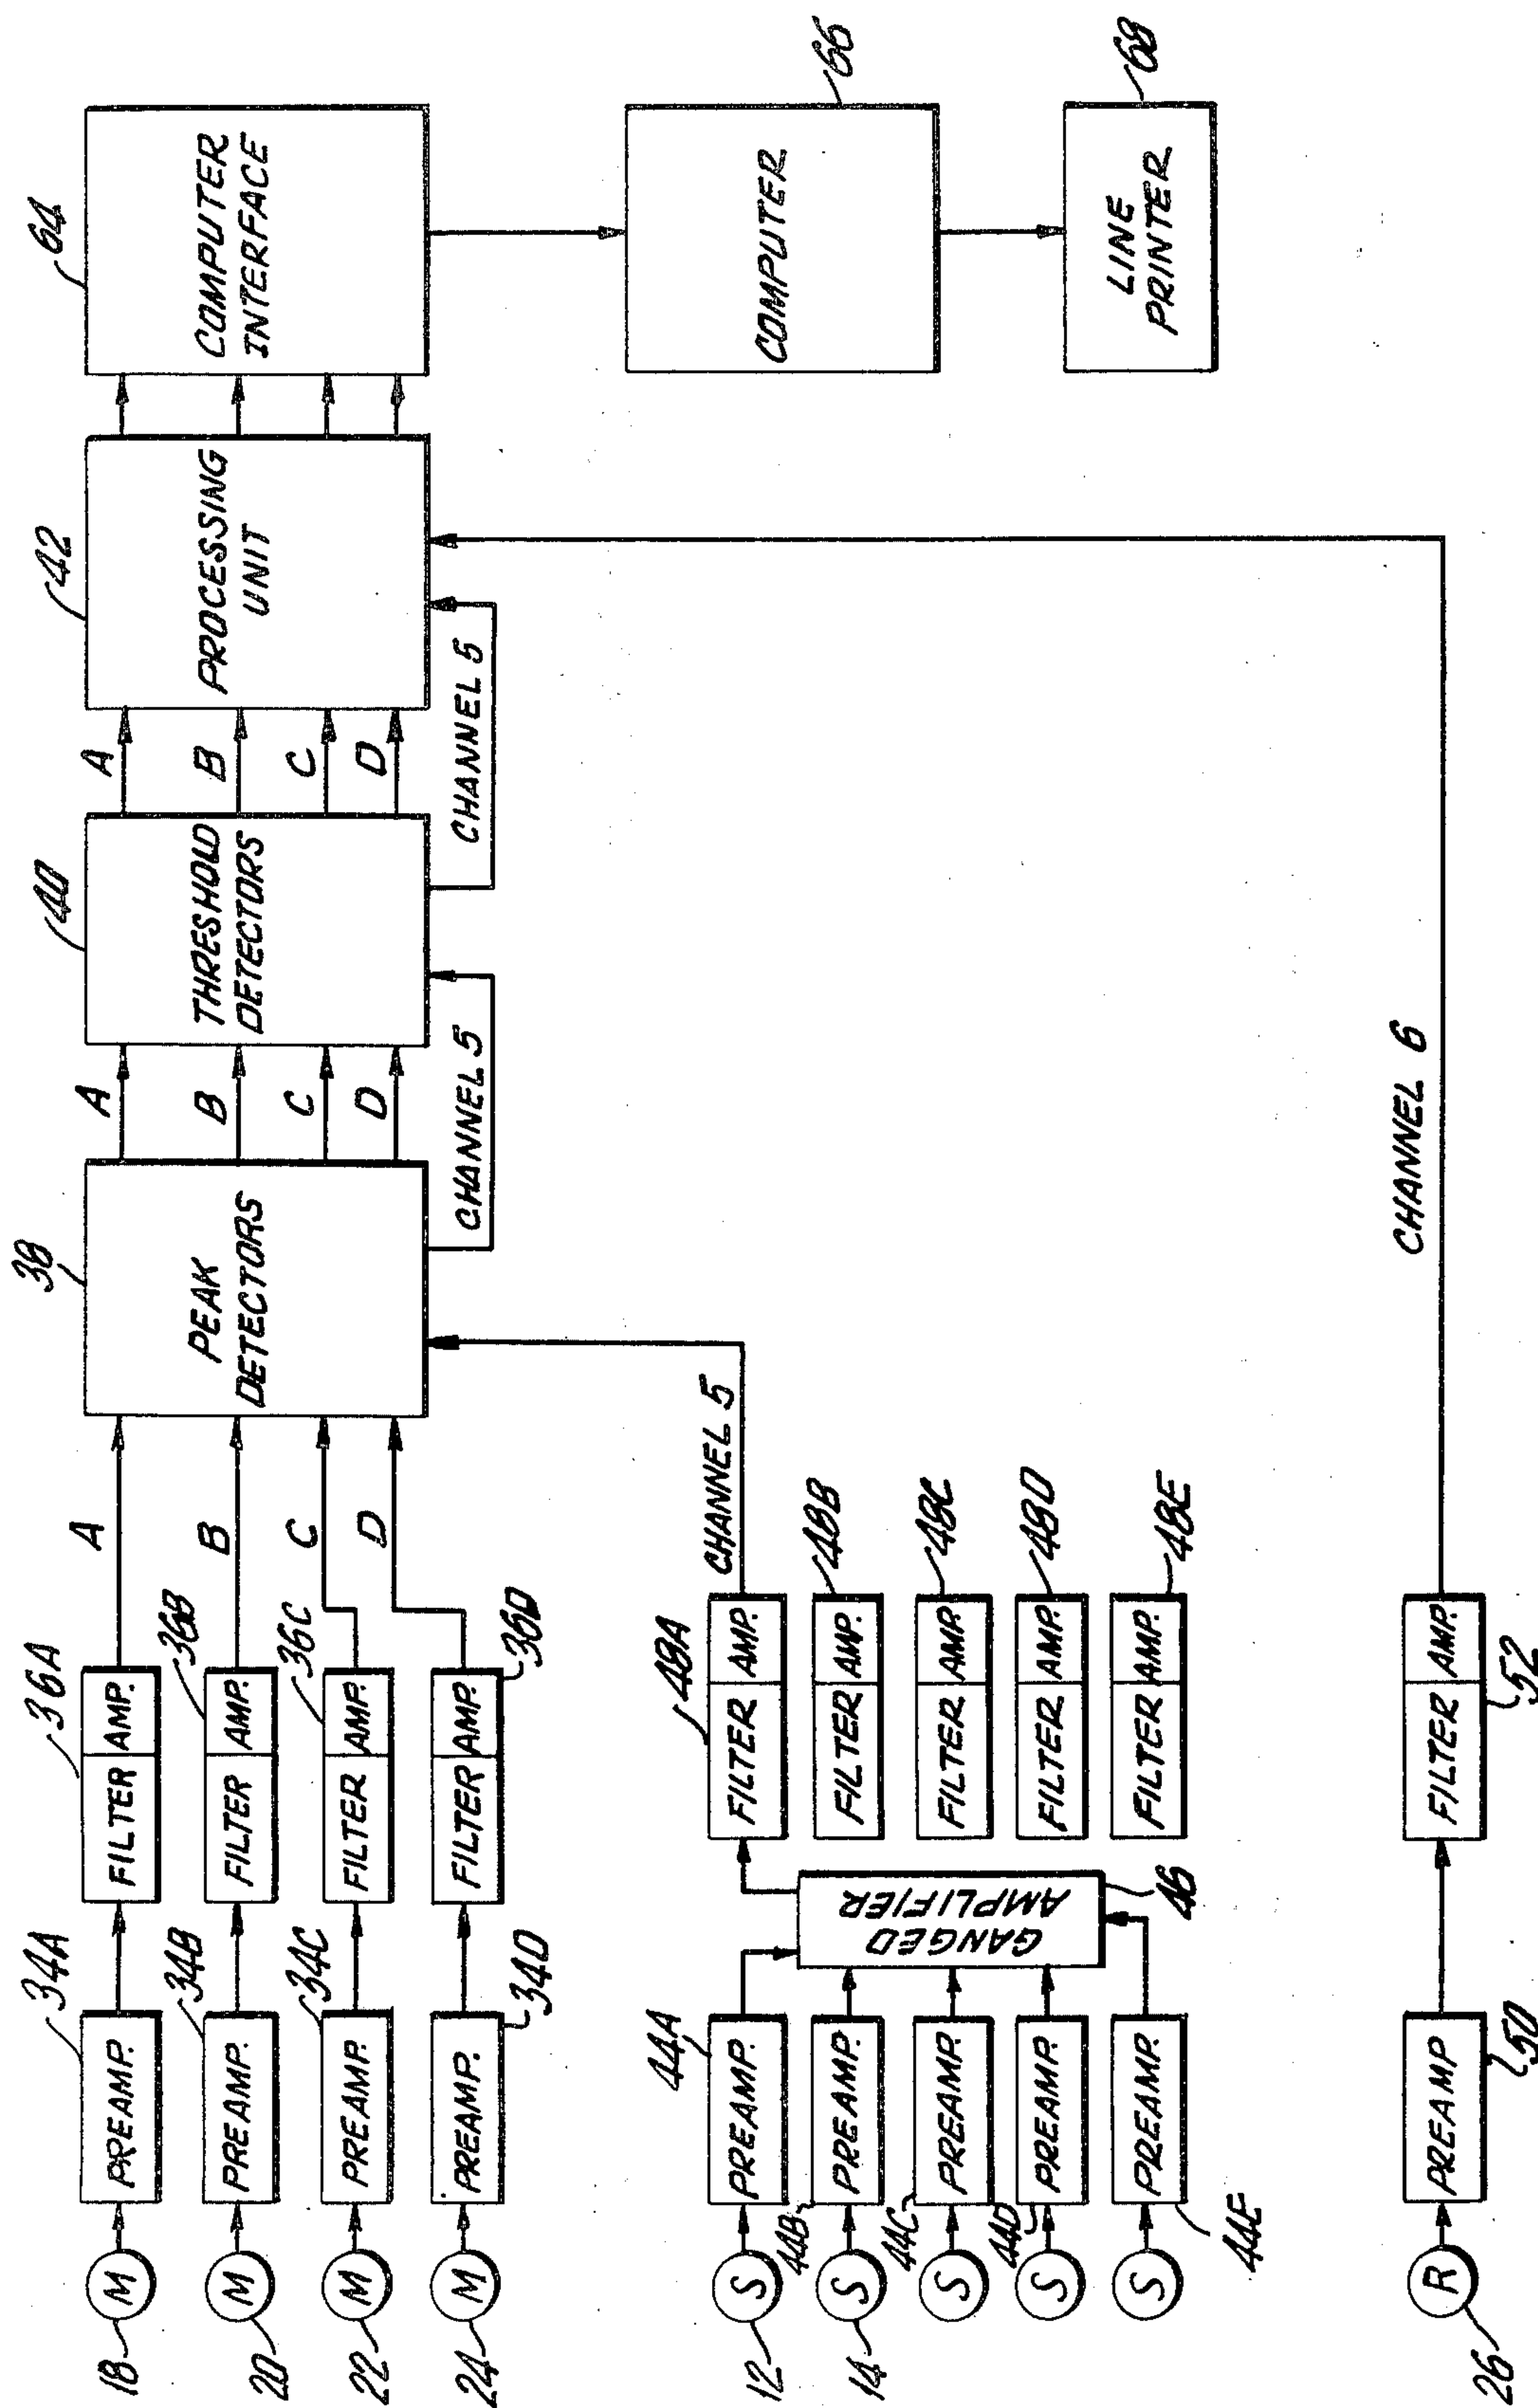 18
M
PREAMP.
34A
FILTER
AMP.
36A
A
PEAK
DETECTORS
38
A
THRESHOLD
DETECTORS
40
A
PROCESSING
UNIT
42
COMPUTER
INTERFACE
64
20
M
PREAMP.
34B
FILTER
AMP.
36B
B
B
B
22
M
PREAMP.
34C
FILTER
AMP.
36C
C
C
C
24
M
PREAMP.
34D
FILTER
AMP.
36D
D
D
D
CHANNEL 5
CHANNEL 5
COMPUTER
66
LINE
PRINTER
68
12
S
PREAMP.
44A
GANGED
AMPLIFIER
46
FILTER
AMP.
48A
CHANNEL 5
14
S
PREAMP.
44B
FILTER
AMP.
48B
S
PREAMP.
44C
FILTER
AMP.
48C
S
PREAMP.
44D
FILTER
AMP.
48D
S
PREAMP.
44E
FILTER
AMP.
48E
26
R
PREAMP
50
FILTER
AMP.
52
CHANNEL 6